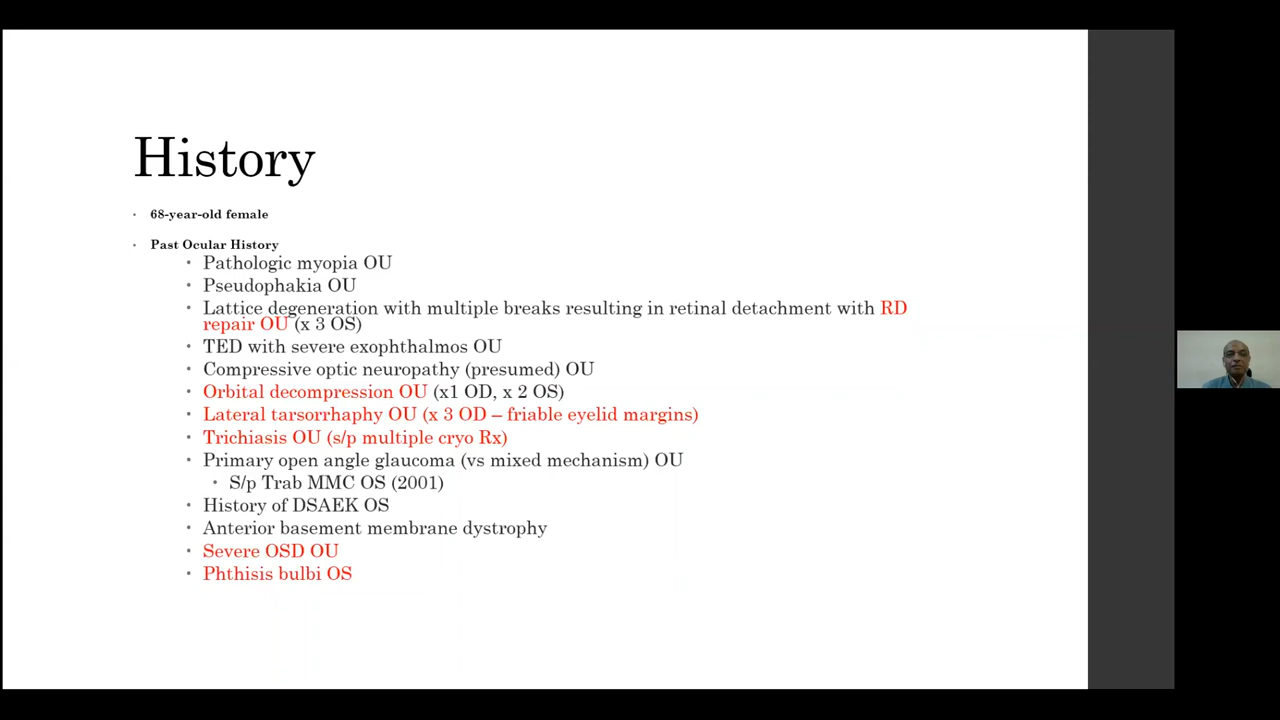 History
• 68-year-old female
• Past Ocular History
• Pathologic myopia OU
• Pseudophakia OU
• Lattice degeneration with multiple breaks resulting in retinal detachment with RD
repair OU (x 3 OS)
• TED with severe exophthalmos OU
• Compressive optic neuropathy (presumed) OU
• Orbital decompression OU (x1 OD, x 2 OS)
• Lateral tarsorrhaphy OU (x 3 OD – friable eyelid margins)
• Trichiasis OU (s/p multiple cryo Rx)
• Primary open angle glaucoma (vs mixed mechanism) OU
• S/p Trab MMC OS (2001)
• History of DSAEK OS
• Anterior basement membrane dystrophy
• Severe OSD OU
• Phthisis bulbi OS